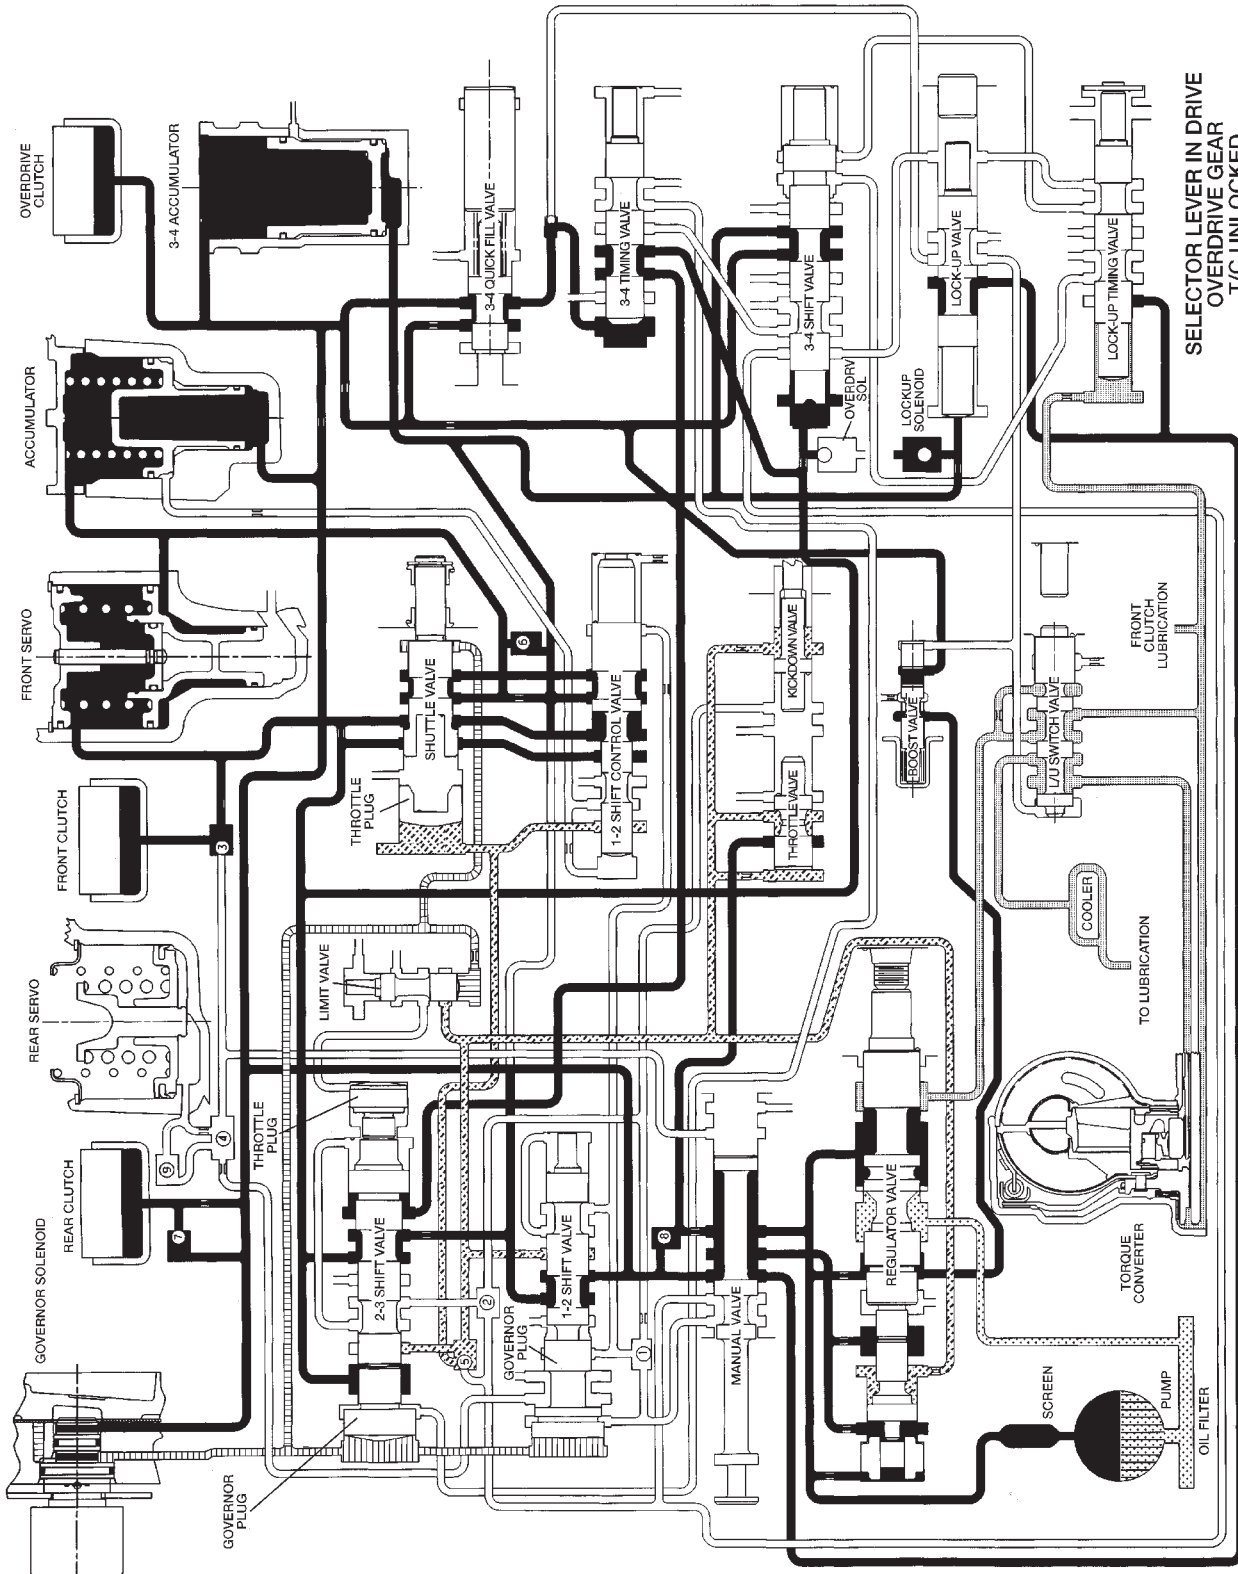 OVERDRIVE
CLUTCH
3-4 ACCUMULATOR
ACCUMULATOR
FRONT SERVO
FRONT CLUTCH
REAR SERVO
REAR CLUTCH
GOVERNOR SOLENOID
3-4 QUICK FILL VALVE
3-4 TIMING VALVE
3-4 SHIFT VALVE
LOCK-UP VALVE
LOCK-UP TIMING VALVE
OVERDRV
SOL
LOCKUP
SOLENOID
SHUTTLE VALVE
THROTTLE
PLUG
1-2 SHIFT CONTROL VALVE
KICKDOWN VALVE
THROTTLE VALVE
BOOST VALVE
L/U SWITCH VALVE
FRONT
CLUTCH
LUBRICATION
COOLER
TO LUBRICATION
LIMIT VALVE
THROTTLE
PLUG
2-3 SHIFT VALVE
1-2 SHIFT VALVE
GOVERNOR
PLUG
GOVERNOR
PLUG
MANUAL VALVE
REGULATOR VALVE
TORQUE
CONVERTER
SCREEN
PUMP
OIL FILTER
1
2
3
4
5
6
7
8
9
SELECTOR LEVER IN DRIVE
OVERDRIVE GEAR
T/C UNLOCKED